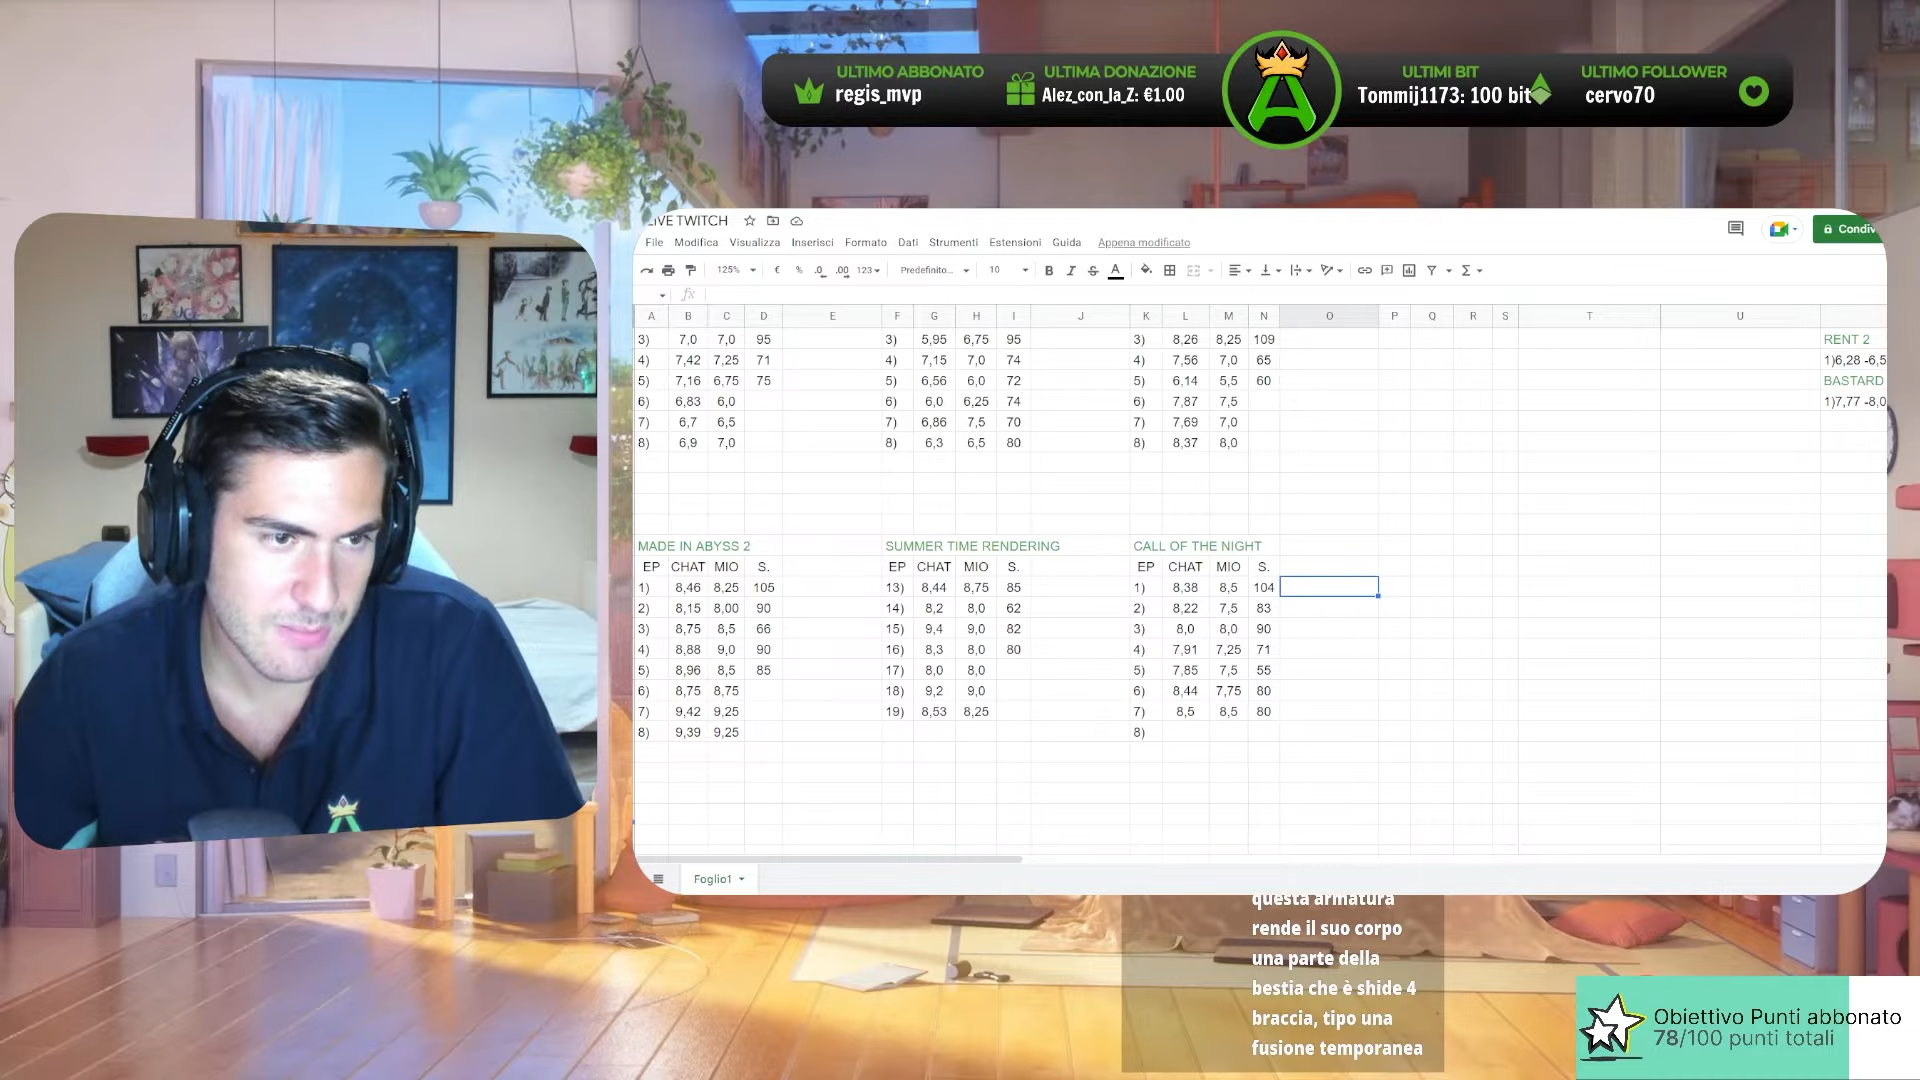 ULTIMO ABBONATO
regis_mvp
ULTIMA DONAZIONE
Alez_con_la_Z: €1.00
A
ULTIMI BIT
Tommij1173: 100 bit
ULTIMO FOLLOWER
cervo70
LIVE TWITCH
File Modifica Visualizza Inserisci Formato Dati Strumenti Estensioni Guida Appena modificato
Condiv
125% € % .0 .00 123 Predefinito... 10 B I S A
fx
A B C D E F G H I J K L M N O P Q R S T U
3) 7,0 7,0 95 3) 5,95 6,75 95 3) 8,26 8,25 109 RENT 2
4) 7,42 7,25 71 4) 7,15 7,0 74 4) 7,56 7,0 65 1)6,28 -6,5
5) 7,16 6,75 75 5) 6,56 6,0 72 5) 6,14 5,5 60 BASTARD
6) 6,83 6,0 6) 6,0 6,25 74 6) 7,87 7,5 1)7,77 -8,0
7) 6,7 6,5 7) 6,86 7,5 70 7) 7,69 7,0
8) 6,9 7,0 8) 6,3 6,5 80 8) 8,37 8,0
MADE IN ABYSS 2 SUMMER TIME RENDERING CALL OF THE NIGHT
EP CHAT MIO S. EP CHAT MIO S. EP CHAT MIO S.
1) 8,46 8,25 105 13) 8,44 8,75 85 1) 8,38 8,5 104
2) 8,15 8,00 90 14) 8,2 8,0 62 2) 8,22 7,5 83
3) 8,75 8,5 66 15) 9,4 9,0 82 3) 8,0 8,0 90
4) 8,88 9,0 90 16) 8,3 8,0 80 4) 7,91 7,25 71
5) 8,96 8,5 85 17) 8,0 8,0 5) 7,85 7,5 55
6) 8,75 8,75 18) 9,2 9,0 6) 8,44 7,75 80
7) 9,42 9,25 19) 8,53 8,25 7) 8,5 8,5 80
8) 9,39 9,25 8)
Foglio1
questa armatura
rende il suo corpo
una parte della
bestia che è shide 4
braccia, tipo una
fusione temporanea
Obiettivo Punti abbonato
78/100 punti totali